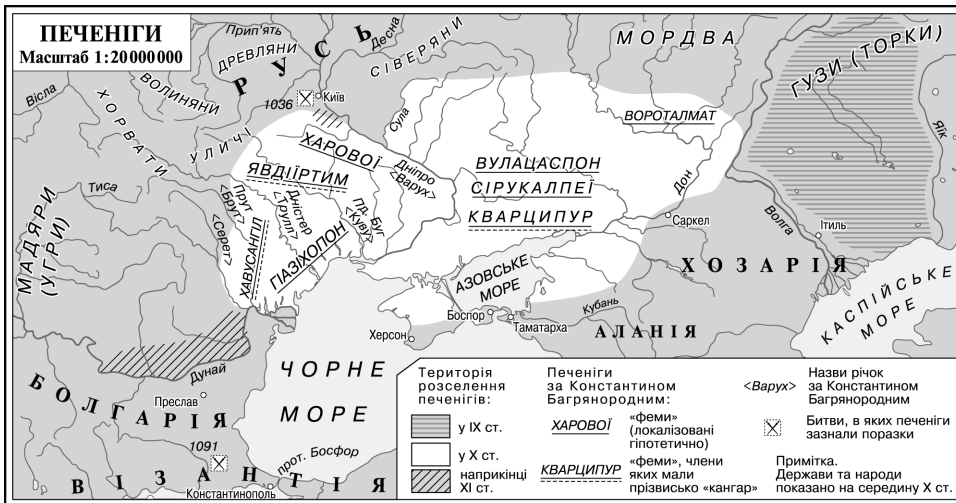 ПЕЧЕНІГИ
Масштаб 1:20000000
Прип'ять
Десна
ДРЕВЛЯНИ
РУСЬ
СІВЕРЯНИ
МОРДВА
ГУЗИ (ТОРКИ)
Вісла
ВОЛИНЯНИ
1036
Київ
ХОРВАТИ
УЛИЧІ
Сула
ВОРОТАЛМАТ
Яїк
ХАРОВОЇ
ЯВДІЇРТИМ
Дніпро
<Варух>
ВУЛАЦАСПОН
СІРУКАЛПЕЇ
КВАРЦИПУР
Дон
Тиса
Прут
<Брут>
Дністер
<Трулл>
Пд. Буг
<Куву>
<Серет>
ХАВУСАНГІЛ
ГІАЗІХОПОН
Саркел
Волга
Ітиль
МАДЯРИ
(УГРИ)
ХОЗАРІЯ
АЗОВСЬКЕ
МОРЕ
КАСПІЙСЬКЕ
МОРЕ
Боспор
Кубань
Херсон
Таматарха
АЛАНІЯ
Дунай
ЧОРНЕ
МОРЕ
БОЛГАРІЯ
Преслав
1091
прот. Босфор
ВІЗАНТІЯ
Константинополь
Територія
розселення
печенігів:
у IX ст.
у X ст.
наприкінці
XI ст.
Печеніги
за Константином
Багрянородним:
ХАРОВОЇ
«феми»
(локалізовані
гіпотетично)
КВАРЦИПУР
«феми», члени
яких мали
прізвисько «кангар»
<Варух>
Назви річок
за Константином
Багрянородним
Битви, в яких печеніги
зазнали поразки
Примітка.
Держави та народи
показано на середину X ст.